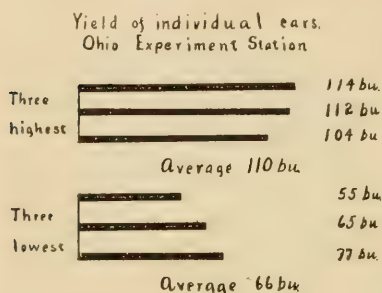 Yield of individual ears.
Ohio Experiment Station
Three highest
114 bu.
112 bu.
104 bu.
Average 110 bu.
Three lowest
55 bu.
65 bu.
77 bu.
Average 66 bu.